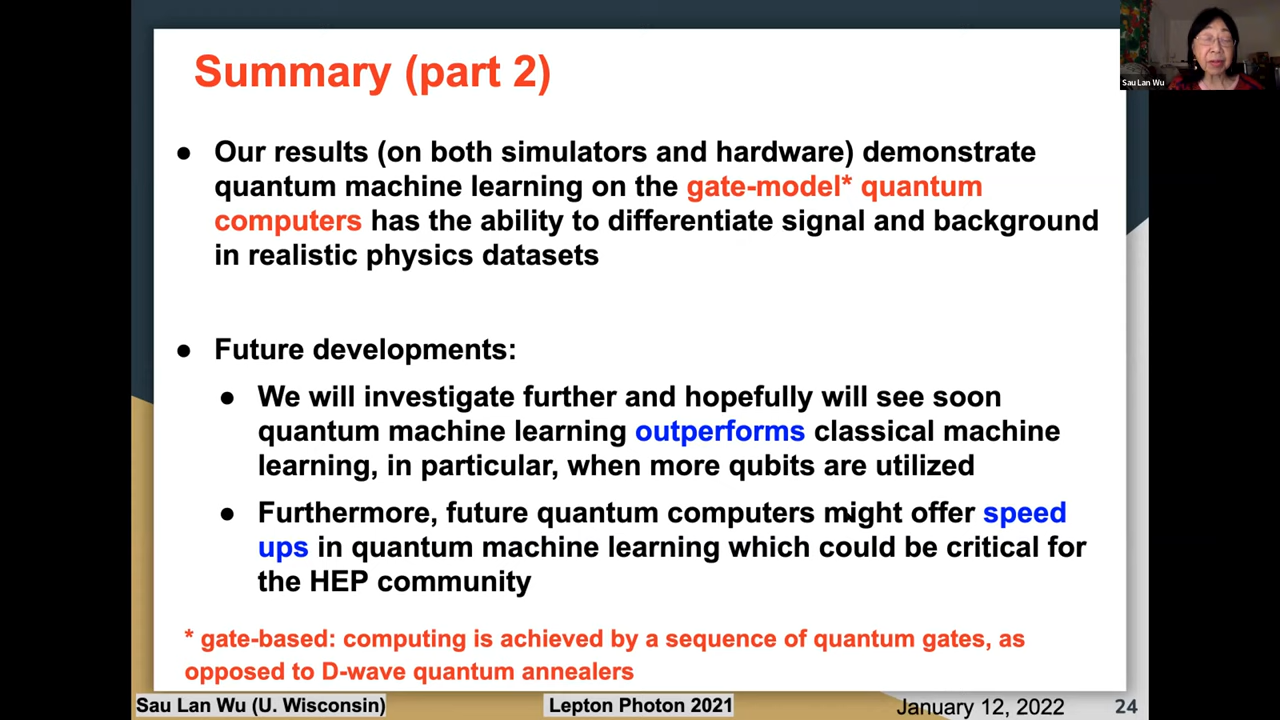 Summary (part 2)
Sau Lan Wu
● Our results (on both simulators and hardware) demonstrate
quantum machine learning on the gate-model* quantum
computers has the ability to differentiate signal and background
in realistic physics datasets
● Future developments:
● We will investigate further and hopefully will see soon
quantum machine learning outperforms classical machine
learning, in particular, when more qubits are utilized
● Furthermore, future quantum computers might offer speed
ups in quantum machine learning which could be critical for
the HEP community
* gate-based: computing is achieved by a sequence of quantum gates, as
opposed to D-wave quantum annealers
Sau Lan Wu (U. Wisconsin) Lepton Photon 2021 January 12, 2022 24